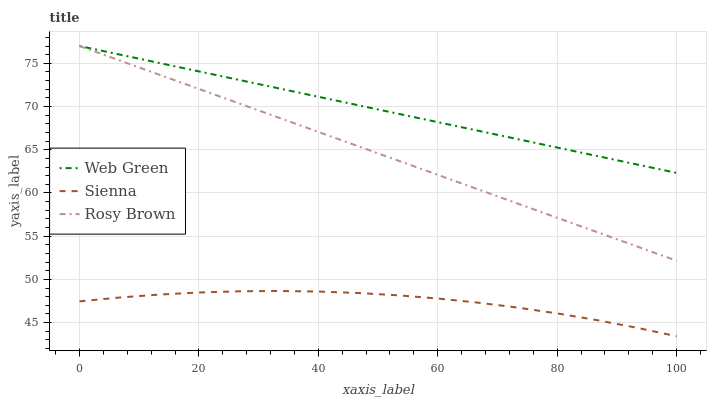 title
yaxis_label
75
70
65
60
55
50
45
Web Green
Sienna
Rosy Brown
0 20 40 60 80 100
xaxis_label